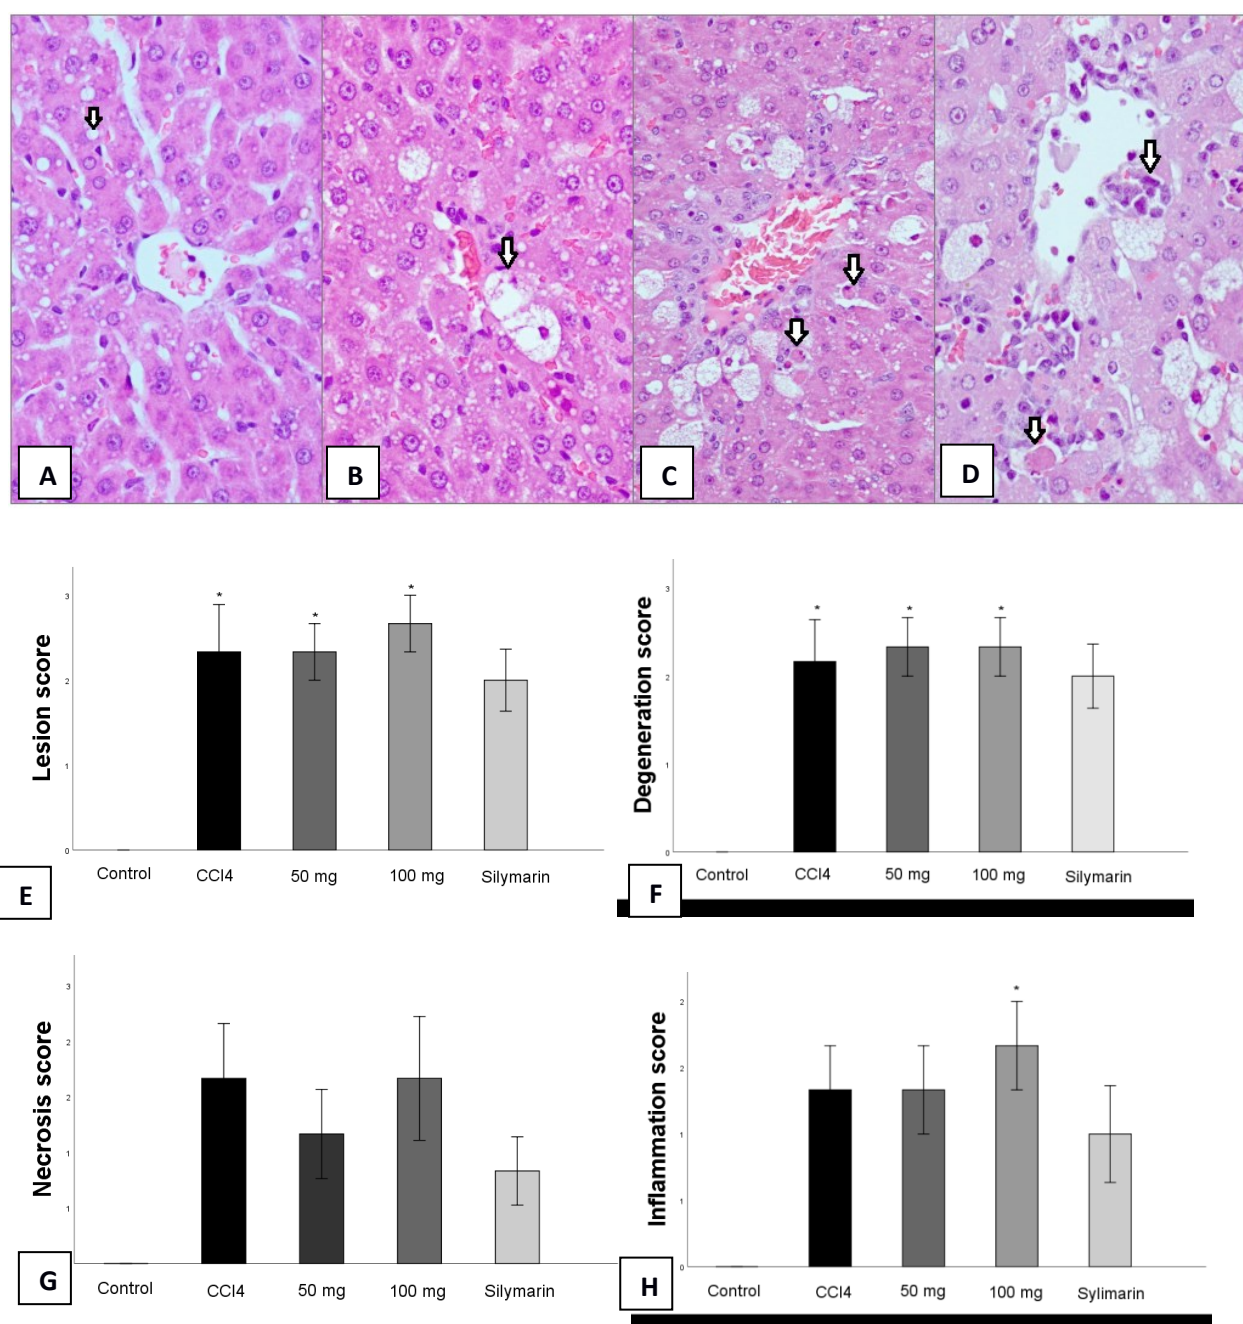 A
B
C
D
Lesion score
3
2
1
0
*
*
*
Control
CCl4
50 mg
100 mg
Silymarin
E
Degeneration score
3
2
1
0
*
*
*
Control
CCl4
50 mg
100 mg
Silymarin
F
Necrosis score
3
2
2
1
1
Control
CCl4
50 mg
100 mg
Silymarin
G
Inflammation score
2
2
1
1
0
*
Control
CCl4
50 mg
100 mg
Sylimarin
H